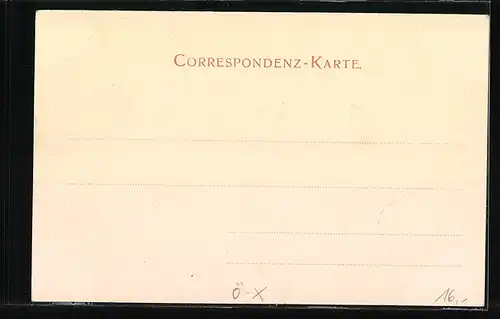 CORRESPONDENZ-KARTE.
Ö-X
16,-